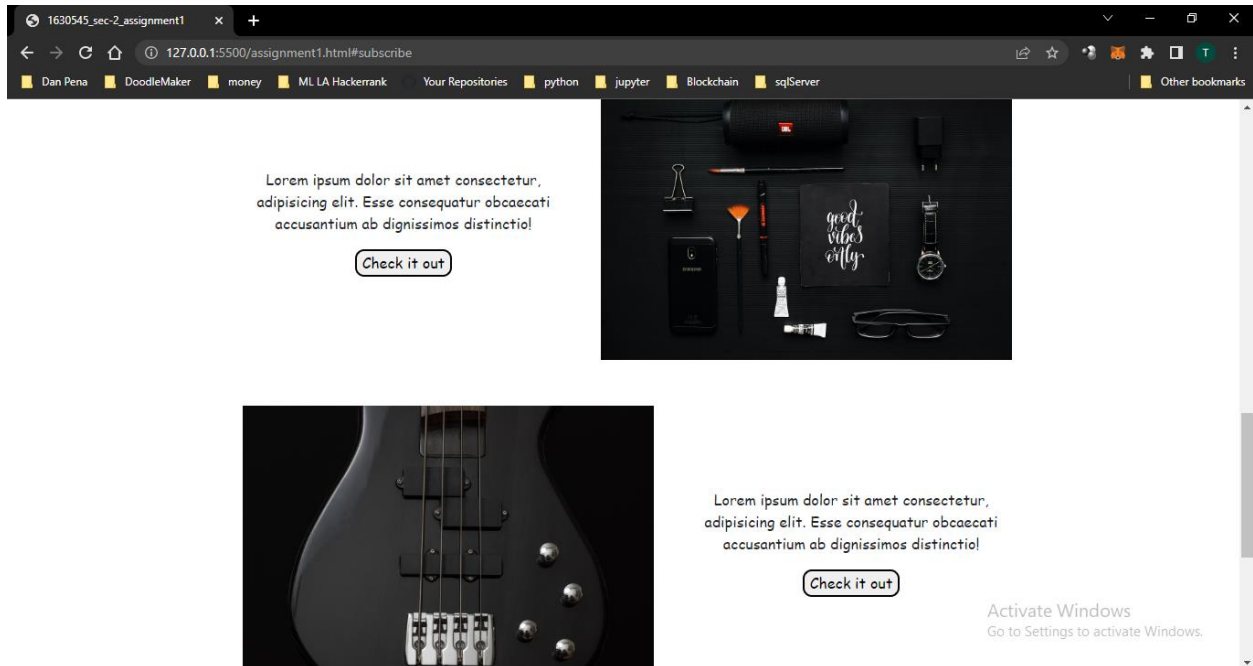 1630545_sec-2_assignment1
127.0.0.1:5500/assignment1.html#subscribe
T
Dan Pena DoodleMaker money ML LA Hackerrank Your Repositories python jupyter Blockchain sqlServer Other bookmarks
JBL
Lorem ipsum dolor sit amet consectetur,
adipisicing elit. Esse consequatur obcaecati
accusantium ab dignissimos distinctio!
Check it out
good
vibes
only
SAMSUNG
Lorem ipsum dolor sit amet consectetur,
adipisicing elit. Esse consequatur obcaecati
accusantium ab dignissimos distinctio!
Check it out
Activate Windows
Go to Settings to activate Windows.